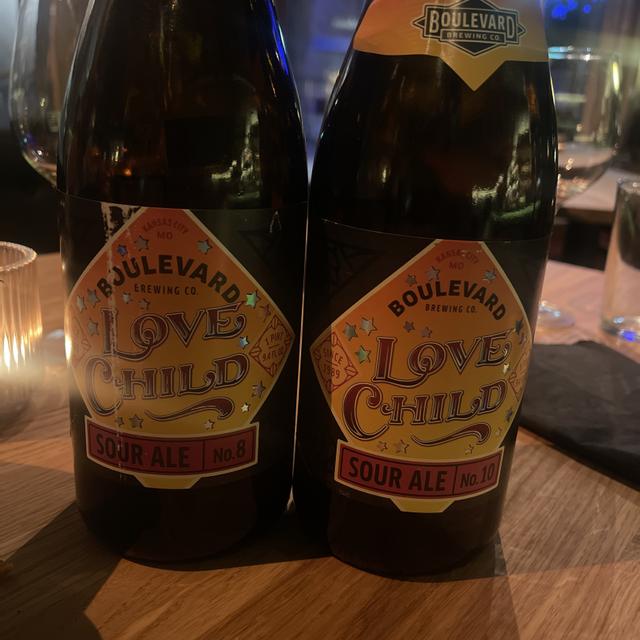 KANSAS CITY
MO
BOULEVARD
BREWING CO.
LOVE
CHILD
SOUR ALE No.8
BOULEVARD
BREWING CO.
KANSAS CITY
MO
BOULEVARD
BREWING CO.
SINCE
1989
LOVE
CHILD
SOUR ALE No.10